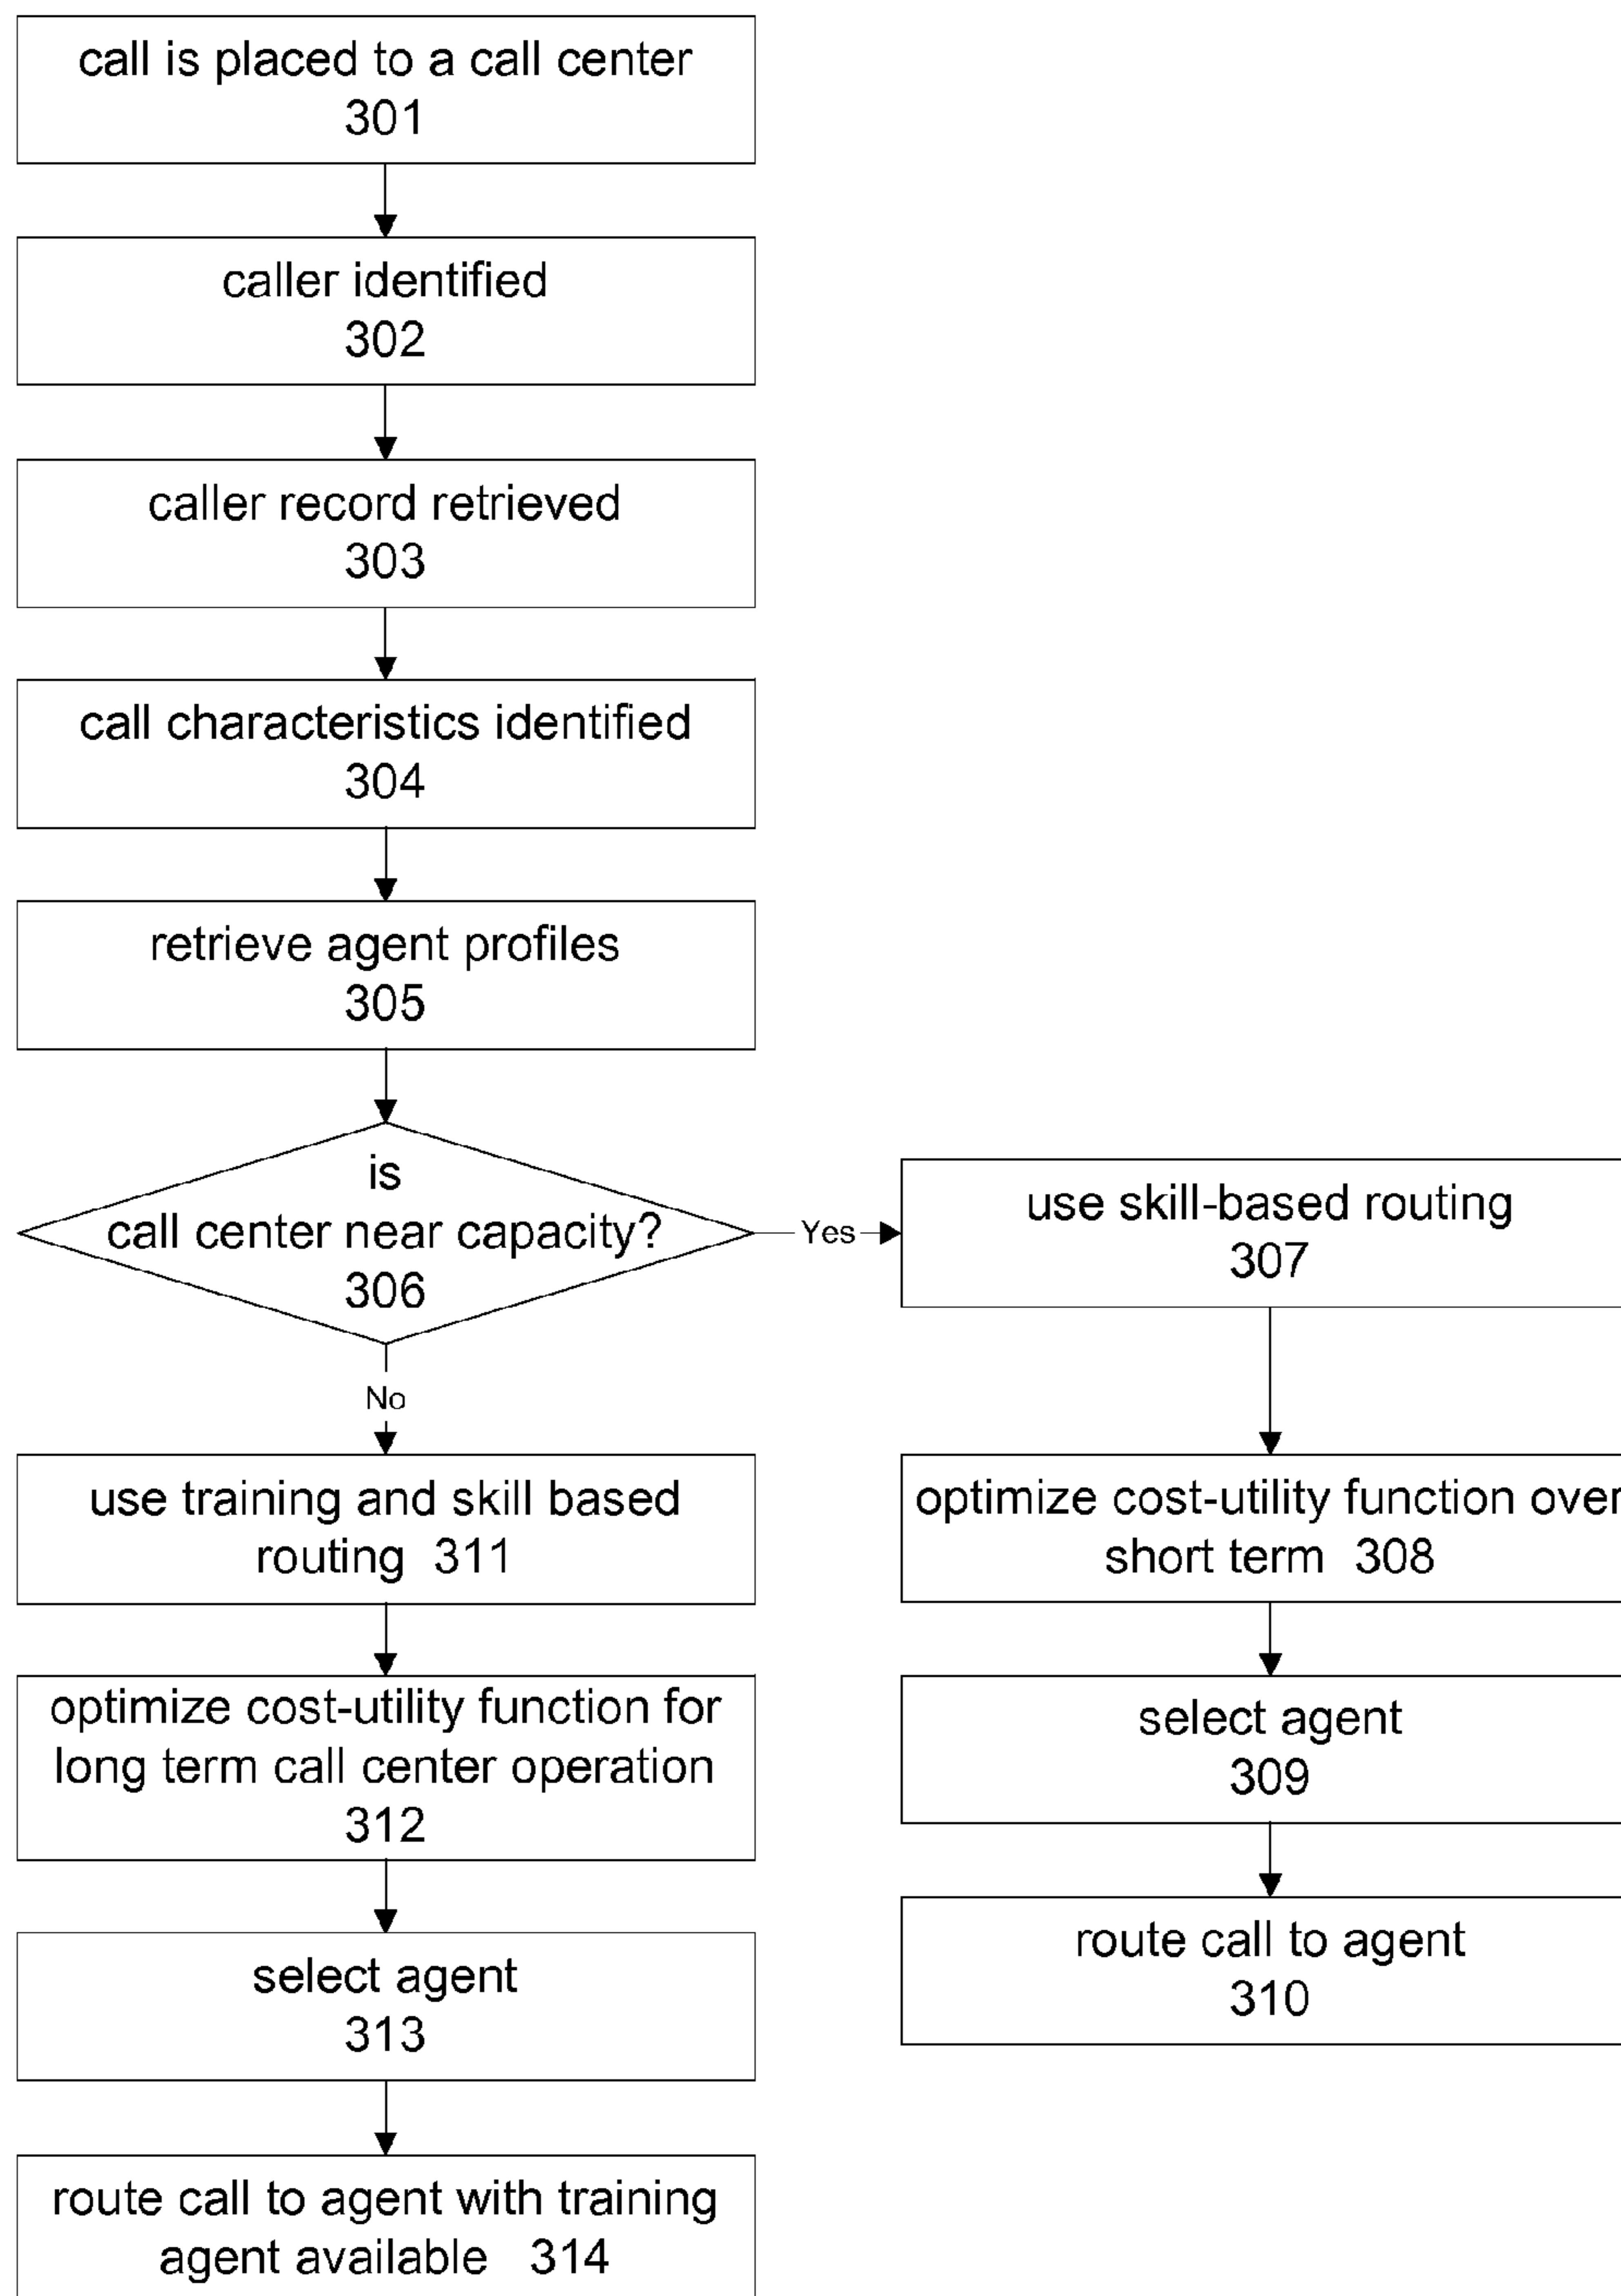 call is placed to a call center
301
caller identified
302
caller record retrieved
303
call characteristics identified
304
retrieve agent profiles
305
is
call center near capacity?
306
Yes
use skill-based routing
307
optimize cost-utility function over
short term 308
select agent
309
route call to agent
310
No
use training and skill based
routing 311
optimize cost-utility function for
long term call center operation
312
select agent
313
route call to agent with training
agent available 314